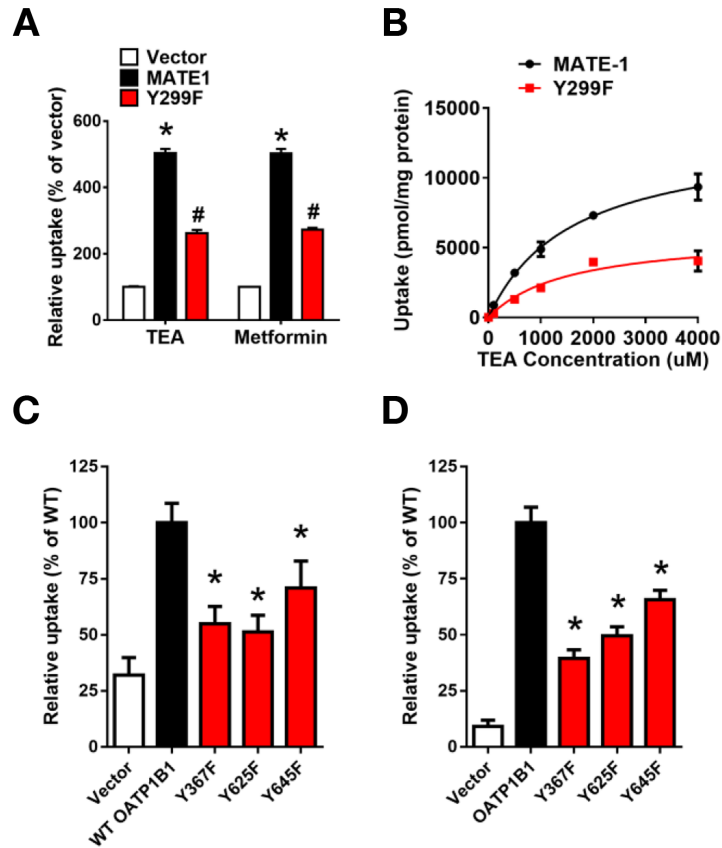 A
Vector
MATE1
Y299F
Relative uptake (% of vector)
600
400
200
0
*
#
*
#
TEA
Metformin
B
MATE-1
Y299F
Uptake (pmol/mg protein)
15000
10000
5000
0
0 1000 2000 3000 4000
TEA Concentration (uM)
C
Relative uptake (% of WT)
125
100
75
50
25
0
*
*
*
Vector
WT OATP1B1
Y367F
Y625F
Y645F
D
Relative uptake (% of WT)
125
100
75
50
25
0
*
*
*
Vector
OATP1B1
Y367F
Y625F
Y645F